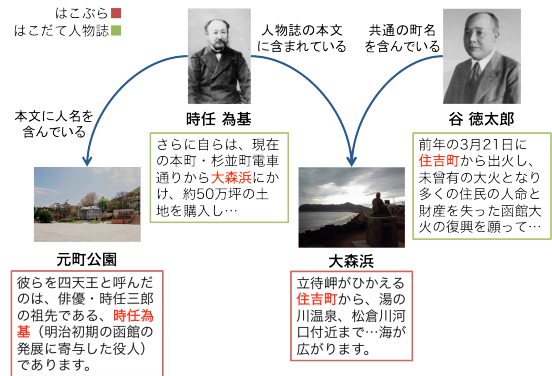 はこぶら
はこだて人物誌
人物誌の本文
に含まれている
共通の町名
を含んでいる
本文に人名を
含んでいる
時任 為基
谷 徳太郎
さらに自らは、現在
の本町・杉並町電車
通りから大森浜にか
け、約50万坪の土
地を購入し…
前年の3月21日に
住吉町から出火し、
未曾有の大火となり
多くの住民の人命と
財産を失った函館大
火の復興を願って…
元町公園
大森浜
彼らを四天王と呼んだ
のは、俳優・時任三郎
の祖先である、時任為
基（明治初期の函館の
発展に寄与した役人）
であります。
立待岬がひかえる
住吉町から、湯の
川温泉、松倉川河
口付近まで…海が
広がります。